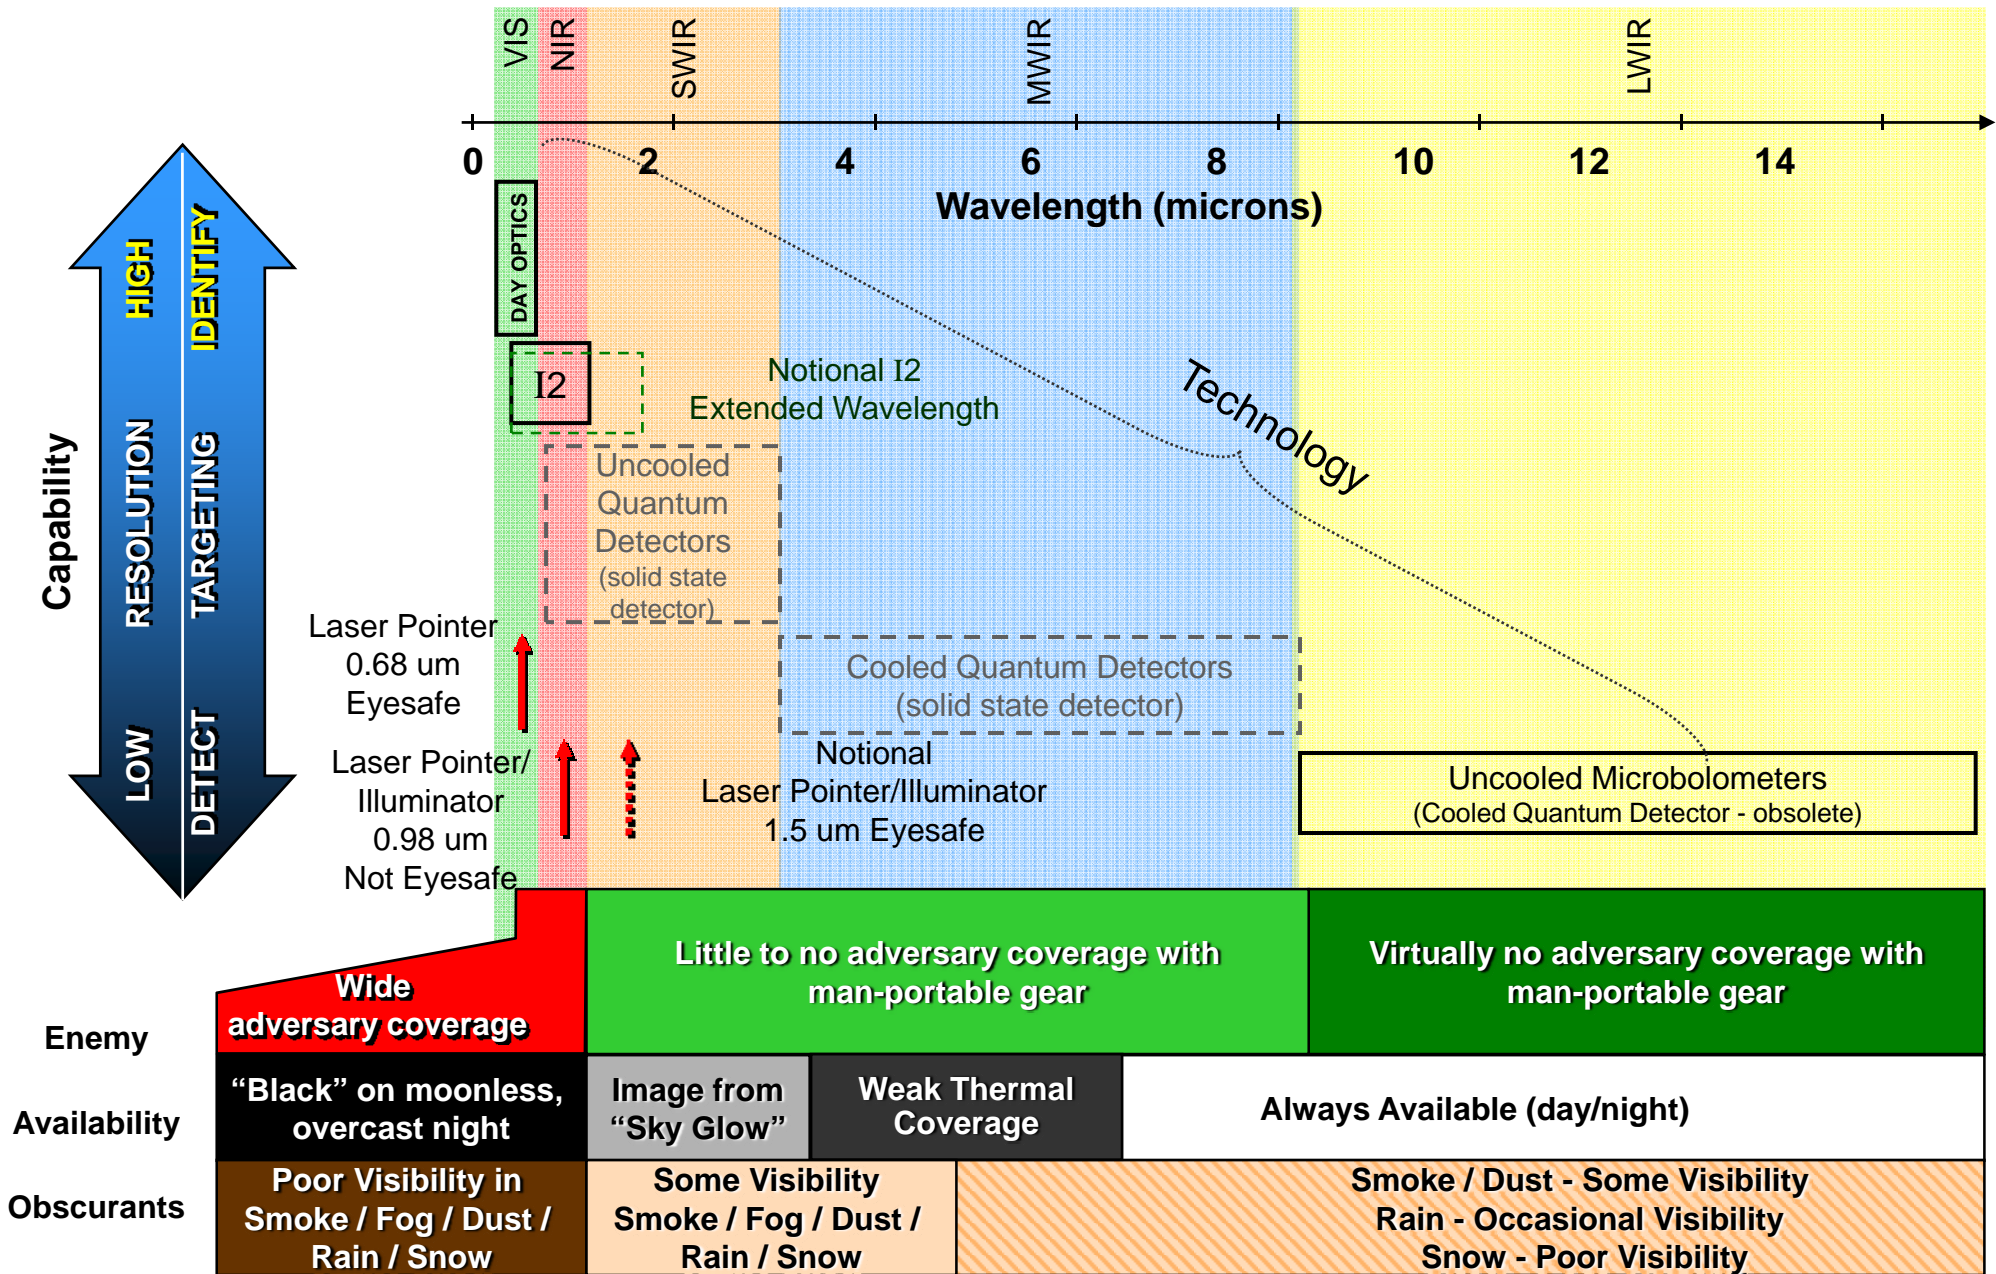 VIS
NIR
SWIR
MWIR
LWIR
0 2 4 6 8 10 12 14
Wavelength (microns)
Capability
HIGH
RESOLUTION
LOW
IDENTIFY
TARGETING
DETECT
DAY OPTICS
I2
Notional I2
Extended Wavelength
Technology
Uncooled
Quantum
Detectors
(solid state
detector)
Laser Pointer
0.68 um
Eyesafe
Cooled Quantum Detectors
(solid state detector)
Laser Pointer/
Illuminator
0.98 um
Not Eyesafe
Notional
Laser Pointer/Illuminator
1.5 um Eyesafe
Uncooled Microbolometers
(Cooled Quantum Detector - obsolete)
Enemy
Wide
adversary coverage
Little to no adversary coverage with
man-portable gear
Virtually no adversary coverage with
man-portable gear
Availability
“Black” on moonless,
overcast night
Image from
“Sky Glow”
Weak Thermal
Coverage
Always Available (day/night)
Obscurants
Poor Visibility in
Smoke / Fog / Dust /
Rain / Snow
Some Visibility
Smoke / Fog / Dust /
Rain / Snow
Smoke / Dust - Some Visibility
Rain - Occasional Visibility
Snow - Poor Visibility